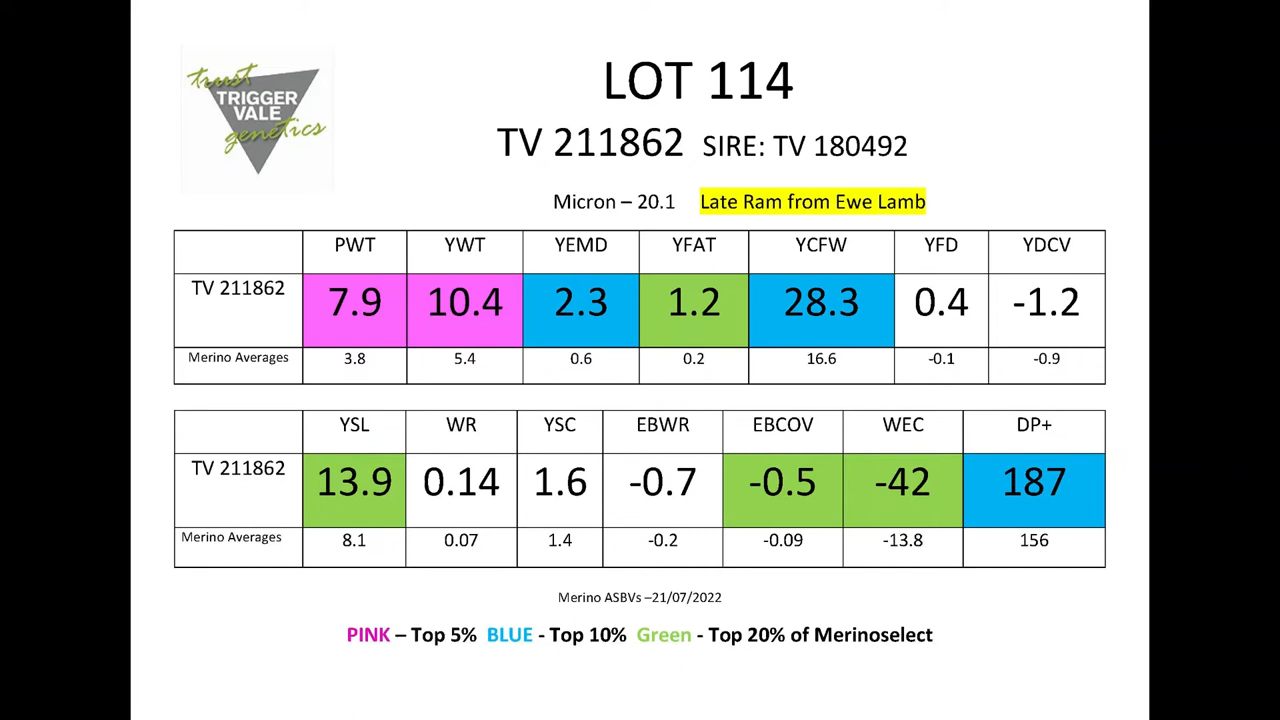 trust
TRIGGER
VALE
genetics
LOT 114
TV 211862 SIRE: TV 180492
Micron – 20.1 Late Ram from Ewe Lamb
PWT YWT YEMD YFAT YCFW YFD YDCV
TV 211862 7.9 10.4 2.3 1.2 28.3 0.4 -1.2
Merino Averages 3.8 5.4 0.6 0.2 16.6 -0.1 -0.9
YSL WR YSC EBWR EBCOV WEC DP+
TV 211862 13.9 0.14 1.6 -0.7 -0.5 -42 187
Merino Averages 8.1 0.07 1.4 -0.2 -0.09 -13.8 156
Merino ASBVs –21/07/2022
PINK – Top 5% BLUE - Top 10% Green - Top 20% of Merinoselect